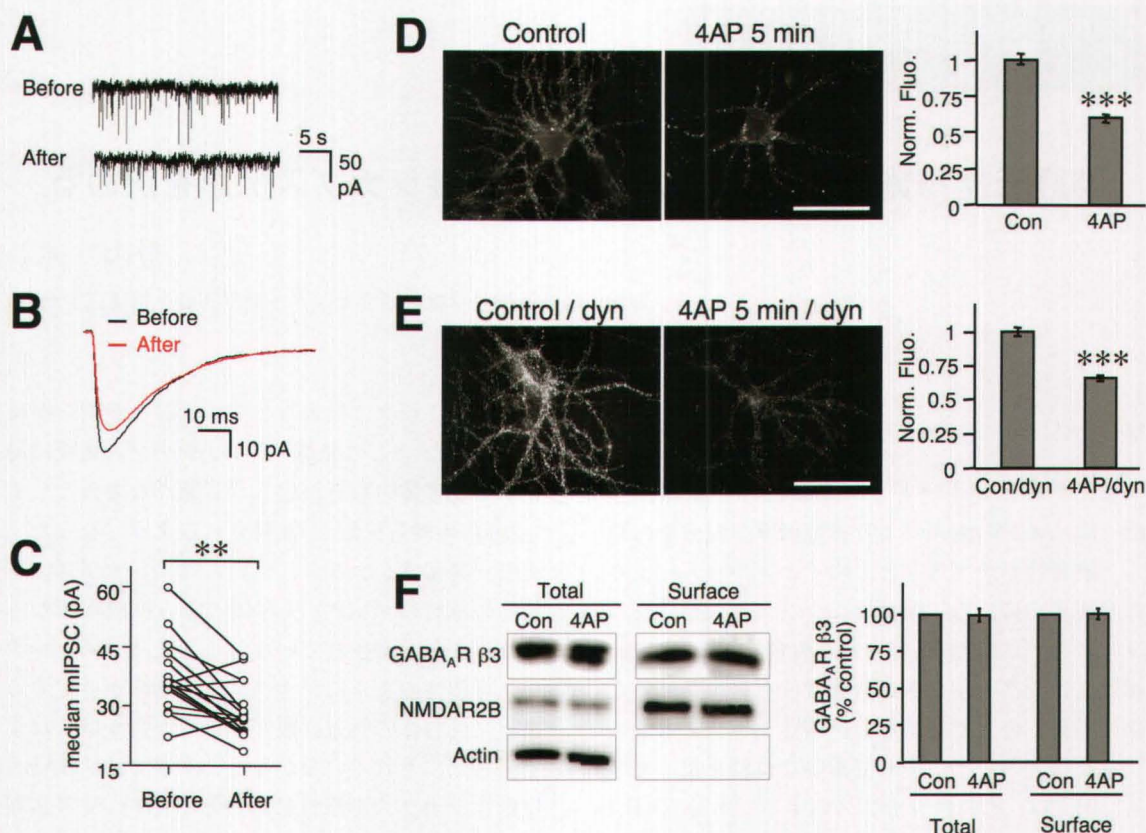 A
Before
After
5 s
50
pA
B
Before
After
10 ms
10 pA
C
**
median mIPSC (pA)
60
45
30
15
Before After
D
Control 4AP 5 min
Norm. Fluo.
1
0.75
0.5
0.25
0
***
Con 4AP
E
Control / dyn 4AP 5 min / dyn
Norm. Fluo.
1
0.75
0.5
0.25
0
***
Con/dyn 4AP/dyn
F
Total Surface
Con 4AP Con 4AP
GABA_AR β3
NMDAR2B
Actin
GABA_AR β3
(% control)
100
75
50
25
0
Con 4AP Con 4AP
Total Surface